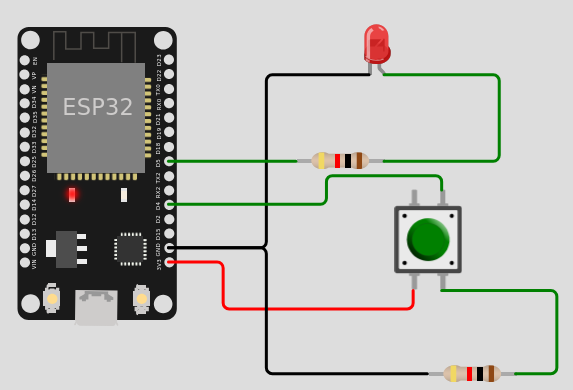 ESP32
EN
VP
VN
D34
D35
D32
D33
D25
D26
D27
D14
D12
D13
GND
VIN
D23
D22
TX0
RX0
D21
D19
D18
D5
TX2
RX2
D4
D2
D15
GND
3V3